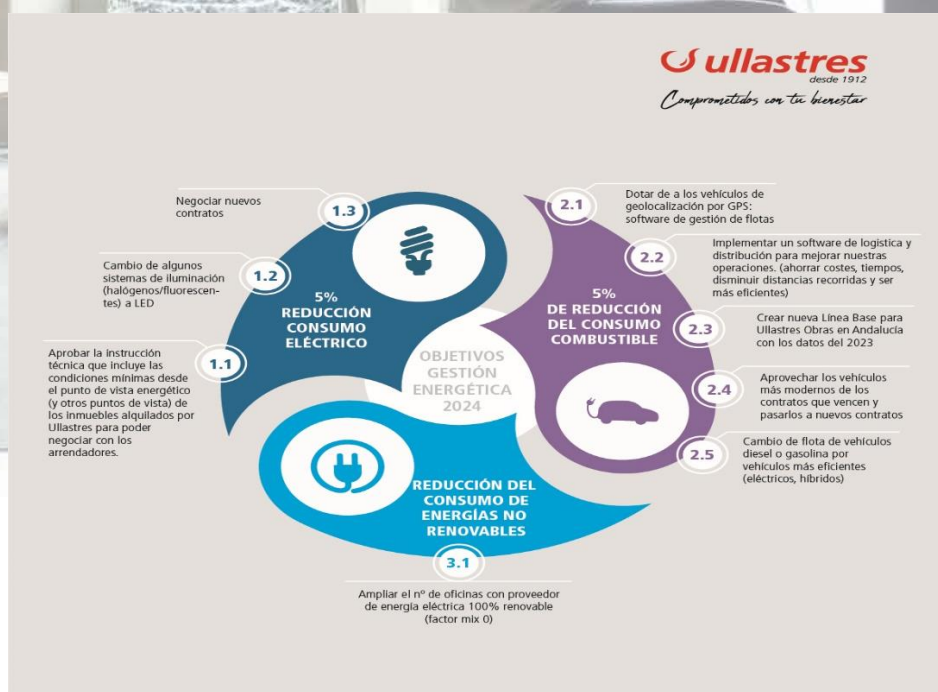 ullastres
desde 1912
Comprometidos con tu bienestar
Negociar nuevos
contratos
1.3
Cambio de algunos
sistemas de iluminación
(halógenos/fluorescen-
tes) a LED
1.2
Aprobar la instrucción
técnica que incluye las
condiciones mínimas desde
el punto de vista energético
(y otros puntos de vista) de
los inmuebles alquilados por
Ullastres para poder
negociar con los
arrendadores.
1.1
5%
REDUCCIÓN
CONSUMO
ELÉCTRICO
OBJETIVOS
GESTIÓN
ENERGÉTICA
2024
5%
DE REDUCCIÓN
DEL CONSUMO
COMBUSTIBLE
2.1
Dotar de a los vehículos de
geolocalización por GPS:
software de gestión de flotas
2.2
Implementar un software de logística y
distribución para mejorar nuestras
operaciones. (ahorrar costes, tiempos,
disminuir distancias recorridas y ser
más eficientes)
2.3
Crear nueva Línea Base para
Ullastres Obras en Andalucía
con los datos del 2023
2.4
Aprovechar los vehículos
más modernos de los
contratos que vencen y
pasarlos a nuevos contratos
2.5
Cambio de flota de vehículos
diesel o gasolina por
vehículos más eficientes
(eléctricos, híbridos)
REDUCCIÓN DEL
CONSUMO DE
ENERGÍAS NO
RENOVABLES
3.1
Ampliar el nº de oficinas con proveedor
de energía eléctrica 100% renovable
(factor mix 0)